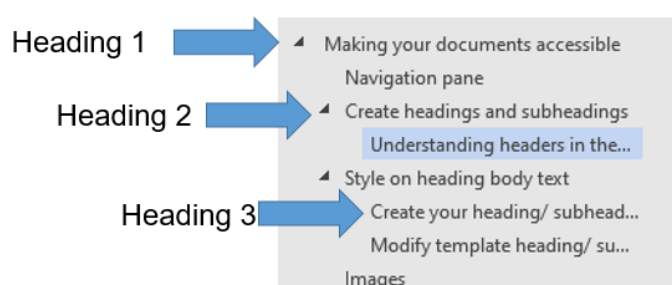 Heading 1
Making your documents accessible
Navigation pane
Heading 2
Create headings and subheadings
Understanding headers in the...
Style on heading body text
Heading 3
Create your heading/ subhead...
Modify template heading/ su...
Images